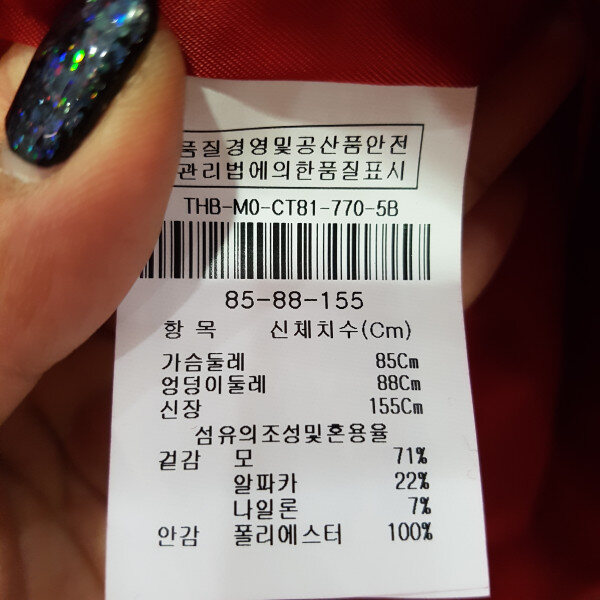 품질경영및공산품안전
관리법에의한품질표시
THB-MO-CT81-770-5B
85-88-155
항 목 신체치수(Cm)
가슴둘레 85Cm
엉덩이둘레 88Cm
신장 155Cm
섬유의조성및혼용율
겉감 모 71%
알파카 22%
나일론 7%
안감 폴리에스터 100%